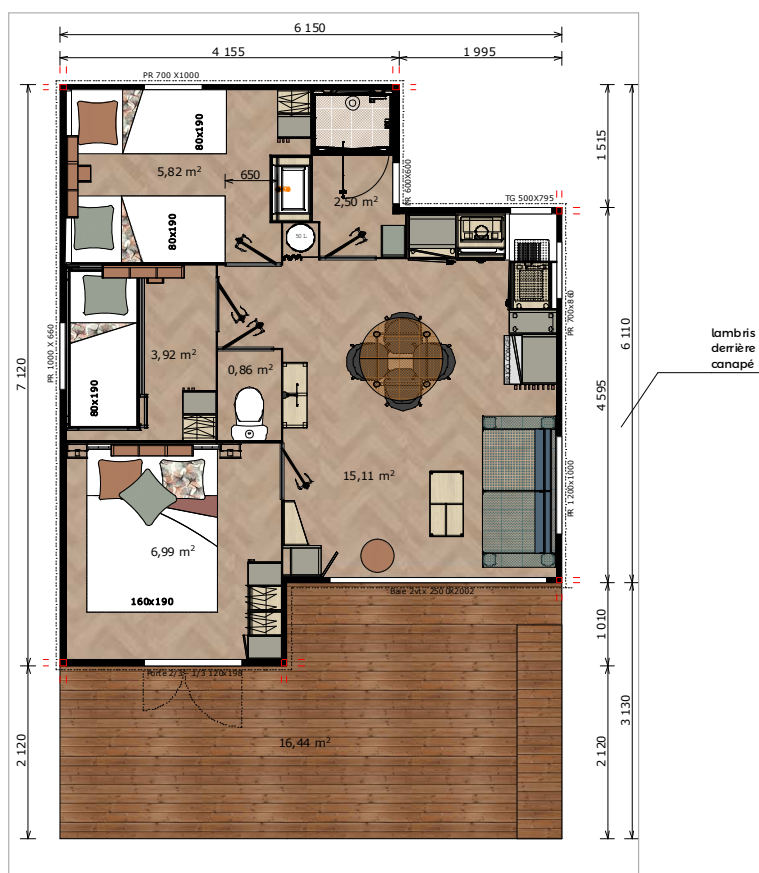 6 150
4 155
1 995
PR 700 X1000
80x190
5,82 m²
650
2,50 m²
PR 600X600
1 515
TG 500X795
80x190
50 L
7 120
PR 1000 X 660
3,92 m²
80x190
0,86 m²
PR 700x860
6 110
4 595
lambris
derrière
canapé
15,11 m²
PR 1200x1000
6,99 m²
160x190
Baie 2vtx 2500X2002
1 010
Porte 2/3 - 1/3 120x198
3 130
2 120
16,44 m²
2 120